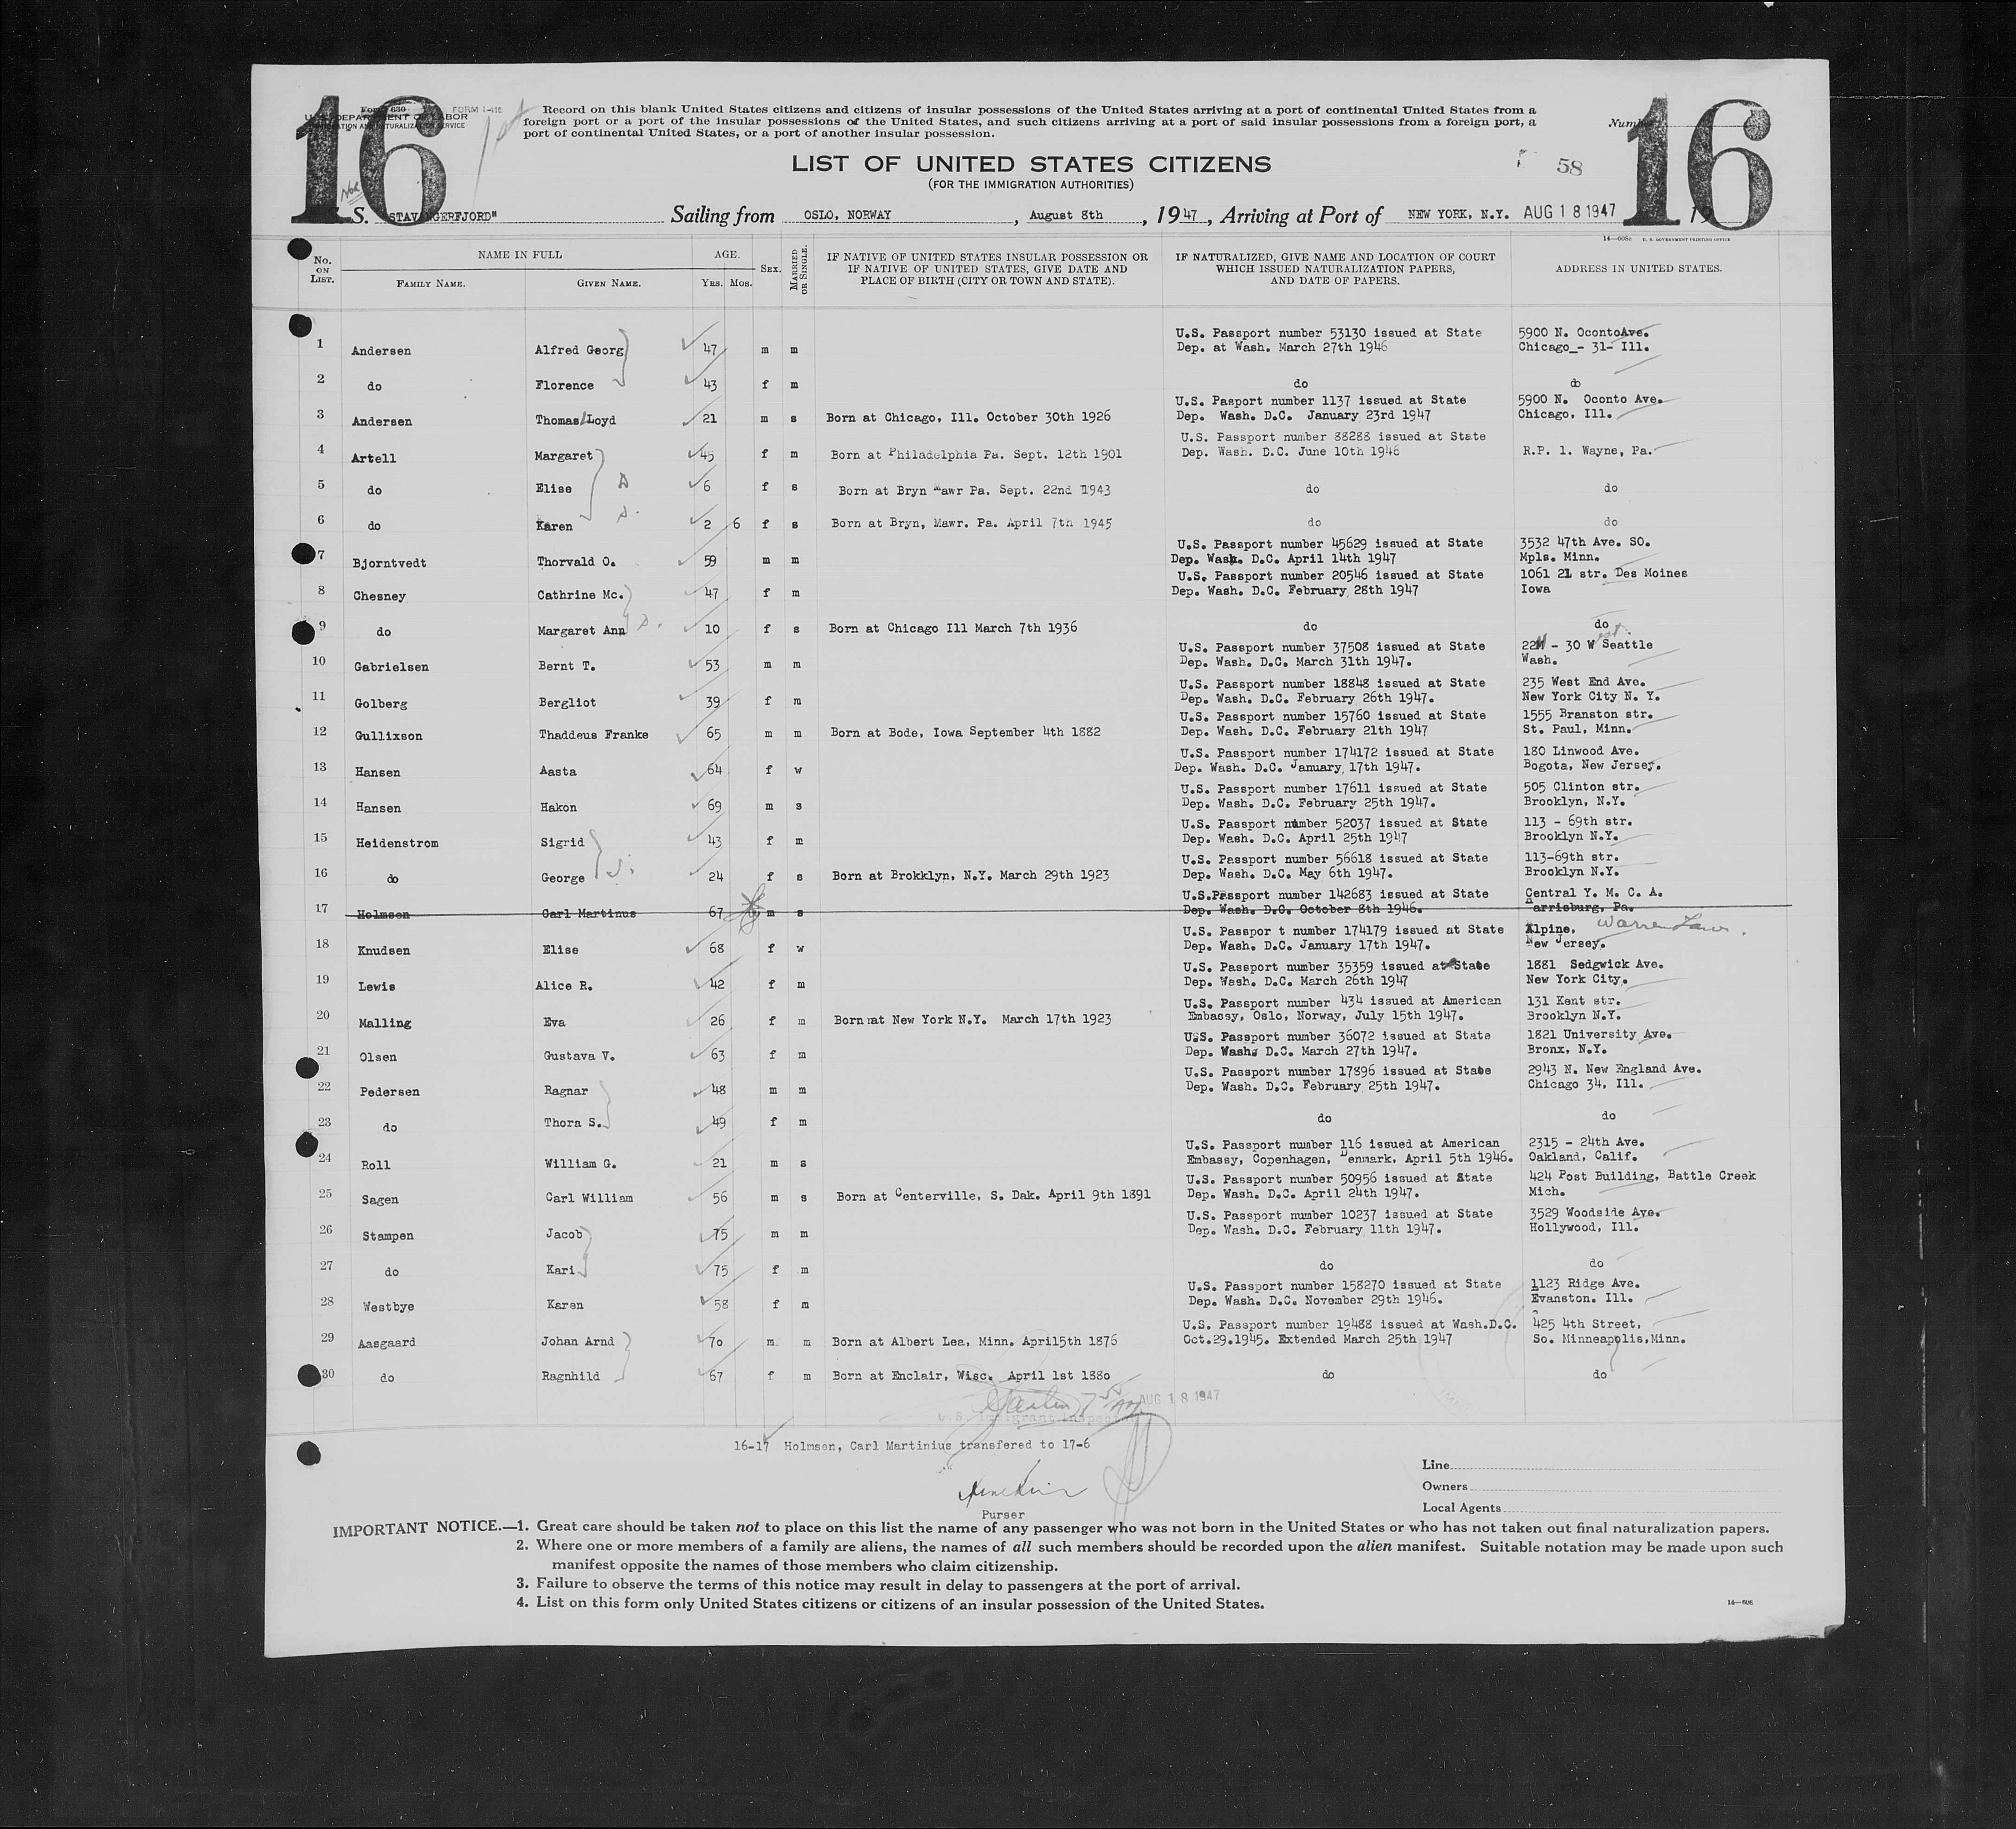 16
16
Form 630
FORM I-416
U. S. DEPARTMENT OF LABOR
IMMIGRATION AND NATURALIZATION SERVICE
1st
Record on this blank United States citizens and citizens of insular possessions of the United States arriving at a port of continental United States from a
foreign port or a port of the insular possessions of the United States, and such citizens arriving at a port of said insular possessions from a foreign port, a
port of continental United States, or a port of another insular possession.
LIST OF UNITED STATES CITIZENS
(FOR THE IMMIGRATION AUTHORITIES)
58
Nor
S. "STAVANGERFJORD" Sailing from OSLO, NORWAY, August 8th, 1947, Arriving at Port of NEW YORK, N.Y. AUG 18 1947 19
14—608c U. S. GOVERNMENT PRINTING OFFICE
No. ON LIST. NAME IN FULL FAMILY NAME. GIVEN NAME. AGE. YRS. MOS. SEX. MARRIED OR SINGLE. IF NATIVE OF UNITED STATES INSULAR POSSESSION OR IF NATIVE OF UNITED STATES, GIVE DATE AND PLACE OF BIRTH (CITY OR TOWN AND STATE). IF NATURALIZED, GIVE NAME AND LOCATION OF COURT WHICH ISSUED NATURALIZATION PAPERS, AND DATE OF PAPERS. ADDRESS IN UNITED STATES.
1 Andersen Alfred Georg 47 m m U.S. Passport number 53130 issued at State Dep. at Wash. March 27th 1946 5900 N. OcontoAve. Chicago - 31- Ill.
2 do Florence 43 f m do do
3 Andersen Thomas Loyd 21 m s Born at Chicago, Ill. October 30th 1926 U.S. Pasport number 1137 issued at State Dep. Wash. D.C. January 23rd 1947 5900 N. Oconto Ave. Chicago, Ill.
4 Artell Margaret 45 f m Born at Philadelphia Pa. Sept. 12th 1901 U.S. Passport number 88288 issued at State Dep. Wash. D.C. June 10th 1946 R.P. 1. Wayne, Pa.
5 do Elise 6 f s Born at Bryn Mawr Pa. Sept. 22nd 1943 do do
6 do Karen 2 6 f s Born at Bryn, Mawr. Pa. April 7th 1945 do do
7 Bjorntvedt Thorvald O. 59 m m U.S. Passport number 45629 issued at State Dep. Wash. D.C. April 14th 1947 3532 47th Ave. SO. Mpls. Minn.
8 Chesney Cathrine Mc. 47 f m U.S. Passport number 20546 issued at State Dep. Wash. D.C. February 28th 1947 1061 21 str. Des Moines Iowa
9 do Margaret Ann 10 f s Born at Chicago Ill March 7th 1936 do do
10 Gabrielsen Bernt T. 53 m m U.S. Passport number 37508 issued at State Dep. Wash. D.C. March 31th 1947. - 30 W Seattle Wash.
11 Golberg Bergliot 39 f m U.S. Passport number 18848 issued at State Dep. Wash. D.C. February 26th 1947. 235 West End Ave. New York City N. Y.
12 Gullixson Thaddeus Franke 65 m m Born at Bode, Iowa September 4th 1882 U.S. Passport number 15760 issued at State Dep. Wash. D.C. February 21th 1947 1555 Branston str. St. Paul, Minn.
13 Hansen Aasta 64 f w U.S. Passport number 174172 issued at State Dep. Wash. D.C. January 17th 1947. 180 Linwood Ave. Bogota, New Jersey.
14 Hansen Hakon 69 m s U.S. Passport number 17611 issued at State Dep. Wash. D.C. February 25th 1947. 505 Clinton str. Brooklyn, N.Y.
15 Heidenstrom Sigrid 43 f m U.S. Passport number 52037 issued at State Dep. Wash. D.C. April 25th 1947 113 - 69th str. Brooklyn N.Y.
16 do George 24 f s Born at Brokklyn, N.Y. March 29th 1923 U.S. Passport number 56618 issued at State Dep. Wash. D.C. May 6th 1947. 113-69th str. Brooklyn N.Y.
17 Holmsen Carl Martinus 67 m s U.S.Passport number 142683 issued at State Dep. Wash. D.C. October 8th 1946. Central Y. M. C. A. Harrisburg, Pa.
18 Knudsen Elise 68 f w U.S. Passpor t number 174179 issued at State Dep. Wash. D.C. January 17th 1947. Alpine, New Jersey. Warren Lane.
19 Lewis Alice R. 42 f m U.S. Passport number 35359 issued at State Dep. Wash. D.C. March 26th 1947 1881 Sedgwick Ave. New York City.
20 Malling Eva 26 f m Born at New York N.Y. March 17th 1923 U.S. Passport number 434 issued at American Embassy, Oslo, Norway, July 15th 1947. 131 Kent str. Brooklyn N.Y.
21 Olsen Gustava V. 63 f m U.S. Passport number 36072 issued at State Dep. Wash. D.C. March 27th 1947. 1821 University Ave. Bronx, N.Y.
22 Pedersen Ragnar 48 m m U.S. Passport number 17896 issued at State Dep. Wash. D.C. February 25th 1947. 2943 N. New England Ave. Chicago 34, Ill.
23 do Thora S. 49 f m do do
24 Roll William G. 21 m s U.S. Passport number 116 issued at American Embassy, Copenhagen, Denmark, April 5th 1946. 2315 - 24th Ave. Oakland, Calif.
25 Sagen Carl William 56 m s Born at Centerville, S. Dak. April 9th 1891 U.S. Passport number 50956 issued at State Dep. Wash. D.C. April 24th 1947. 424 Post Building, Battle Creek Mich.
26 Stampen Jacob 75 m m U.S. Passport number 10237 issued at State Dep. Wash. D.C. February 11th 1947. 3529 Woodside Ave. Hollywood, Ill.
27 do Kari 75 f m do do
28 Westbye Karen 58 f m U.S. Passport number 158270 issued at State Dep. Wash. D.C. November 29th 1946. 1123 Ridge Ave. Evanston. Ill.
29 Aasgaard Johan Arnd 70 m m Born at Albert Lea, Minn. April5th 1876 U.S. Passport number 19488 issued at Wash.D.C. Oct.29.1945. Extended March 25th 1947 425 4th Street, So. Minneapolis,Minn.
30 do Ragnhild 67 f m Born at Enclair, Wisc. April 1st 1880 do do
AUG 18 1947
U.S. Immigrant Inspector
16-17 Holmsen, Carl Martinius transfered to 17-6
Purser
Line
Owners
Local Agents
IMPORTANT NOTICE.—1. Great care should be taken not to place on this list the name of any passenger who was not born in the United States or who has not taken out final naturalization papers.
2. Where one or more members of a family are aliens, the names of all such members should be recorded upon the alien manifest. Suitable notation may be made upon such
manifest opposite the names of those members who claim citizenship.
3. Failure to observe the terms of this notice may result in delay to passengers at the port of arrival.
4. List on this form only United States citizens or citizens of an insular possession of the United States.
14—608